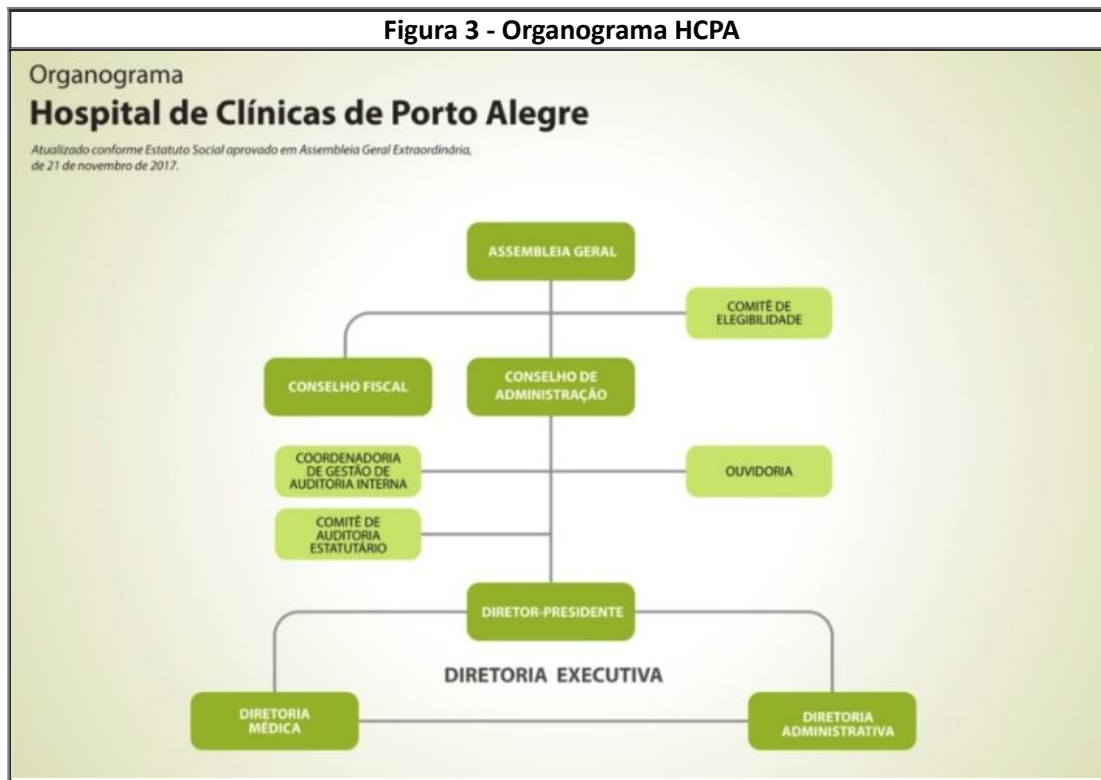 Figura 3 - Organograma HCPA
Organograma
Hospital de Clínicas de Porto Alegre
Atualizado conforme Estatuto Social aprovado em Assembleia Geral Extraordinária,
de 21 de novembro de 2017.
ASSEMBLEIA GERAL
COMITÊ DE
ELEGIBILIDADE
CONSELHO FISCAL
CONSELHO DE
ADMINISTRAÇÃO
COORDENADORIA
DE GESTÃO DE
AUDITORIA INTERNA
OUVIDORIA
COMITÊ DE
AUDITORIA
ESTATUTÁRIO
DIRETOR-PRESIDENTE
DIRETORIA EXECUTIVA
DIRETORIA
MÉDICA
DIRETORIA
ADMINISTRATIVA